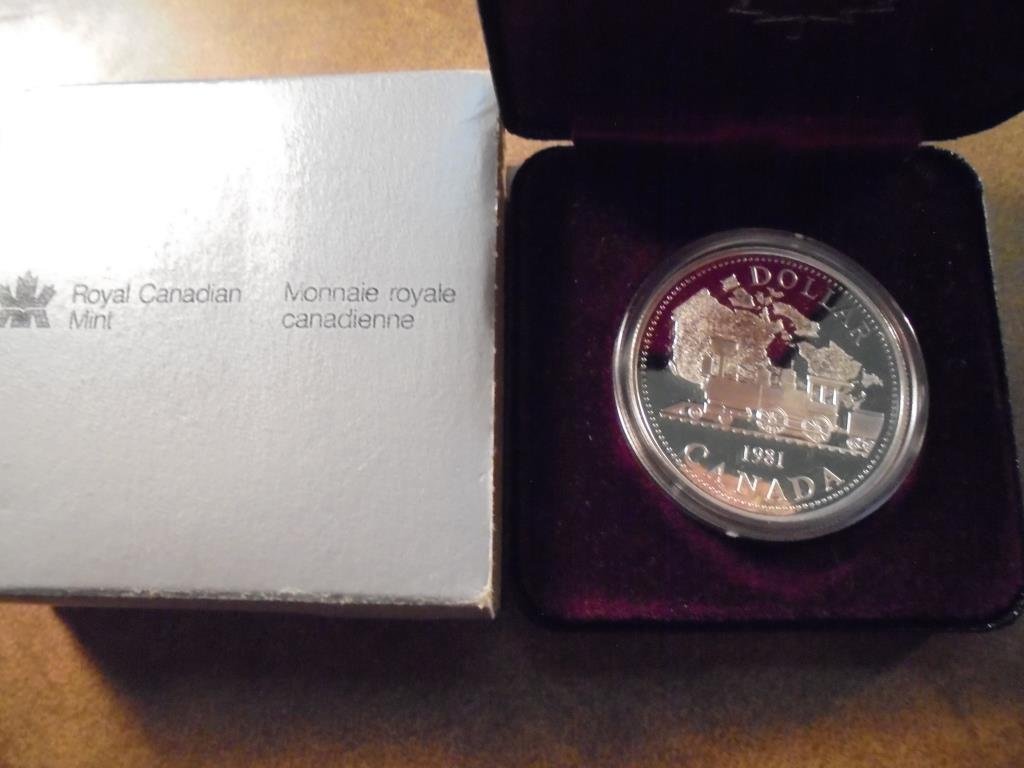 Royal Canadian
Mint
Monnaie royale
canadienne
DOLLAR
1981
CANADA